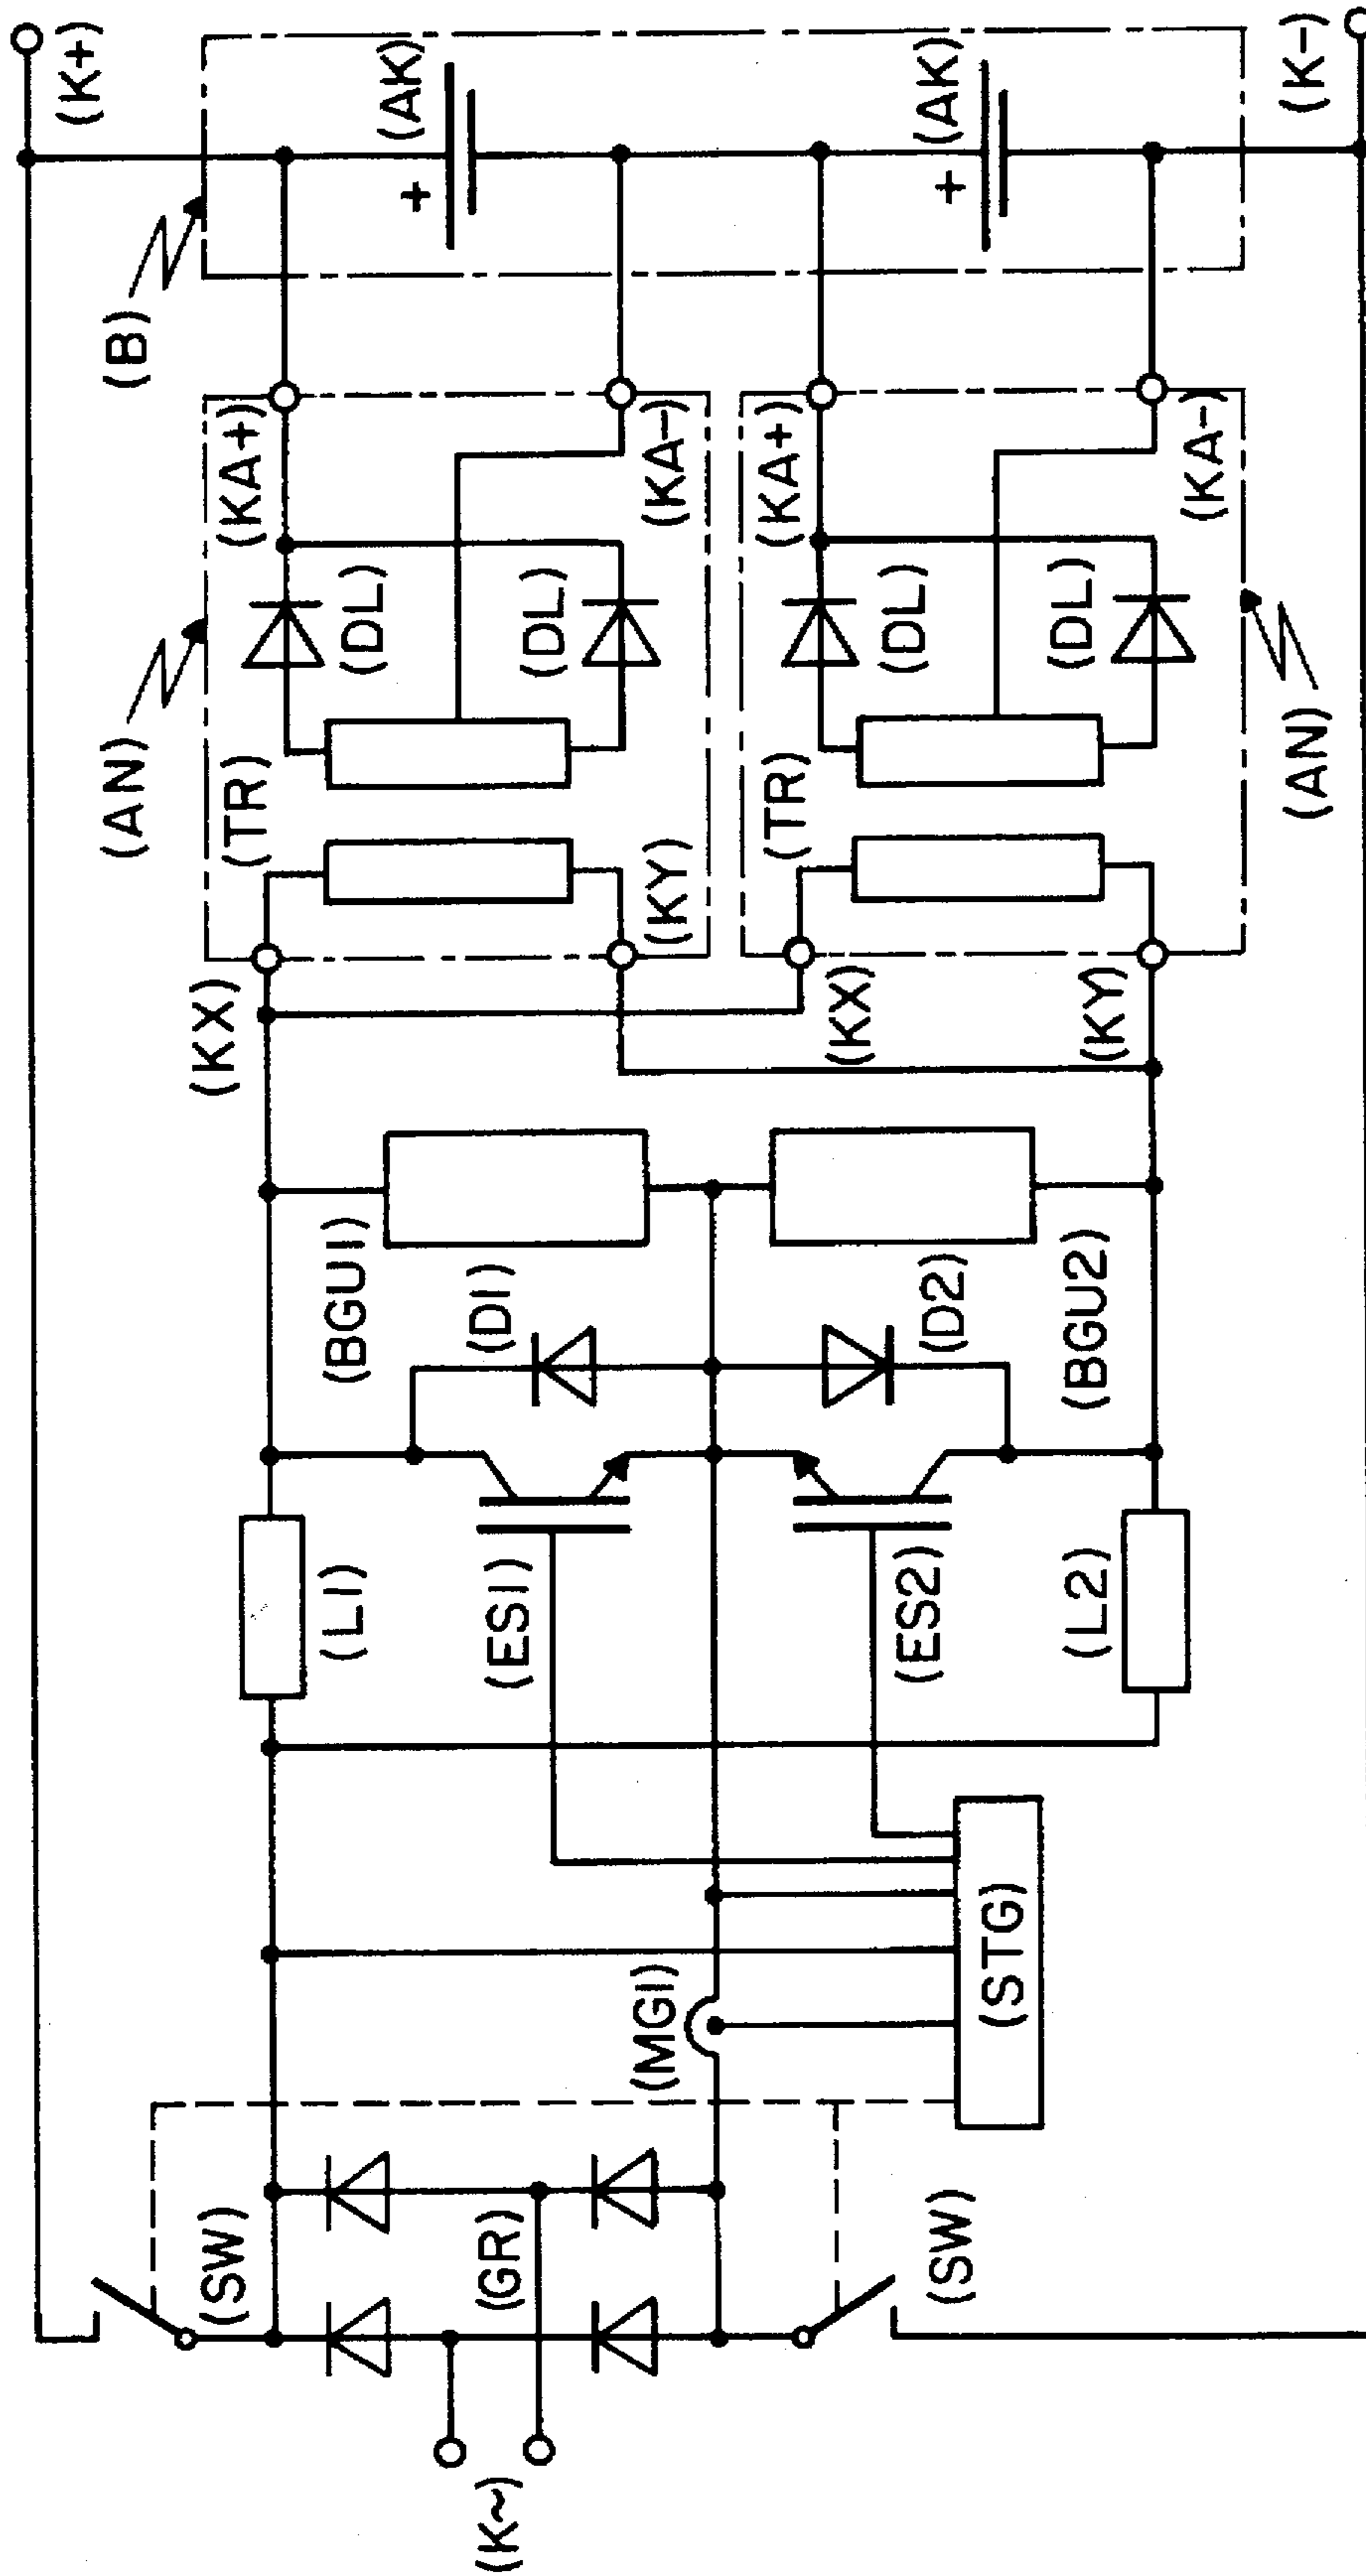 (K+)
(B)
(AN)
(SW)
(KX)
(TR)
(KA+)
(L1)
(BGU1)
(DL)
(AK)
+
(K~)
(GR)
(ES1)
(D1)
(DL)
(MG1)
(KY)
(KA-)
(TR)
(KA+)
(KX)
(DL)
(SW)
(ES2)
(D2)
(AK)
+
(STG)
(L2)
(BGU2)
(KY)
(DL)
(KA-)
(AN)
(K-)